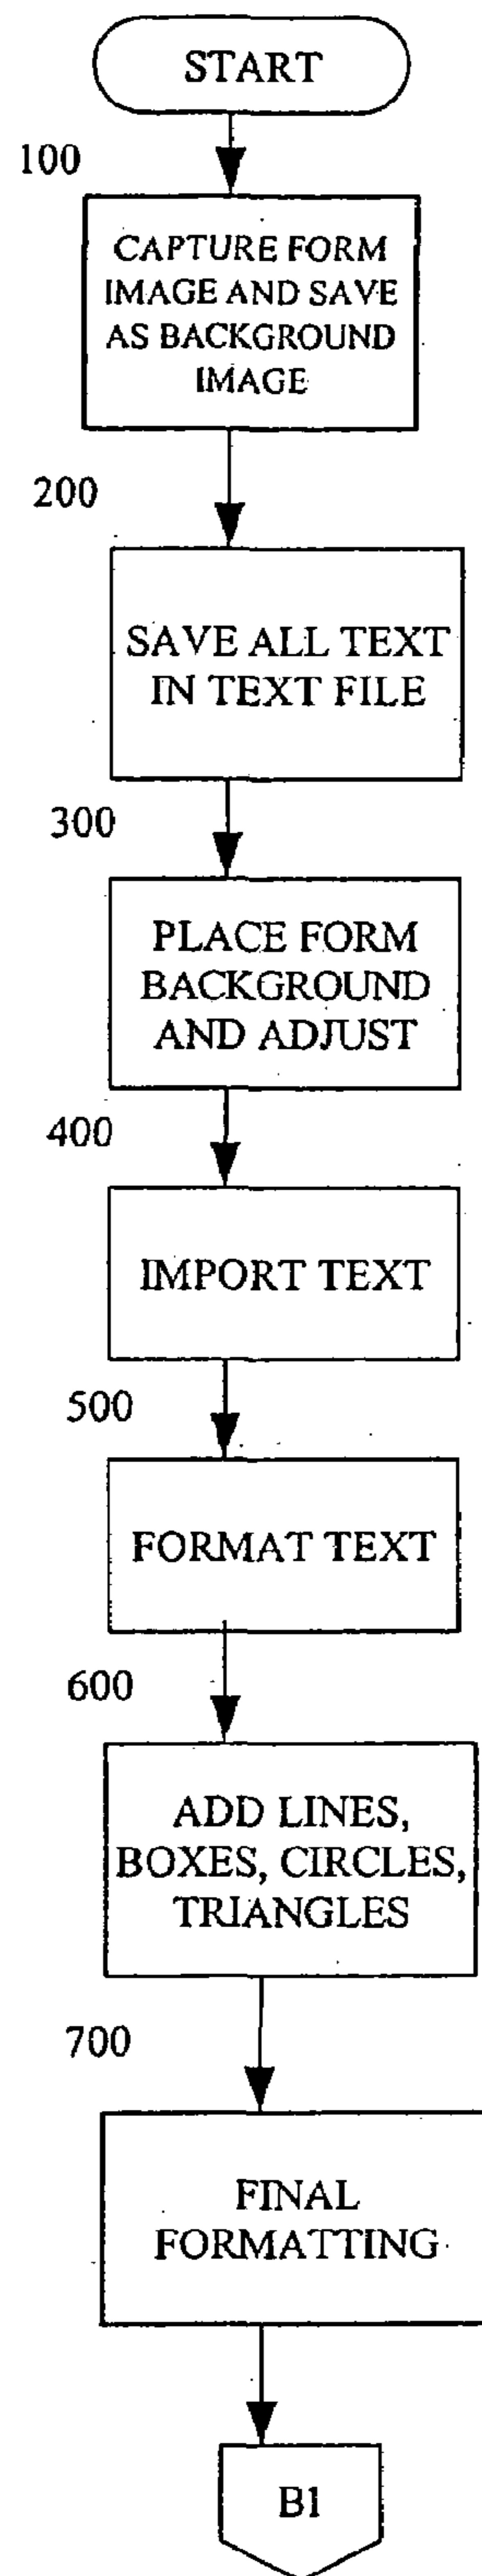 START
100
CAPTURE FORM
IMAGE AND SAVE
AS BACKGROUND
IMAGE
200
SAVE ALL TEXT
IN TEXT FILE
300
PLACE FORM
BACKGROUND
AND ADJUST
400
IMPORT TEXT
500
FORMAT TEXT
600
ADD LINES,
BOXES, CIRCLES,
TRIANGLES
700
FINAL
FORMATTING
B1